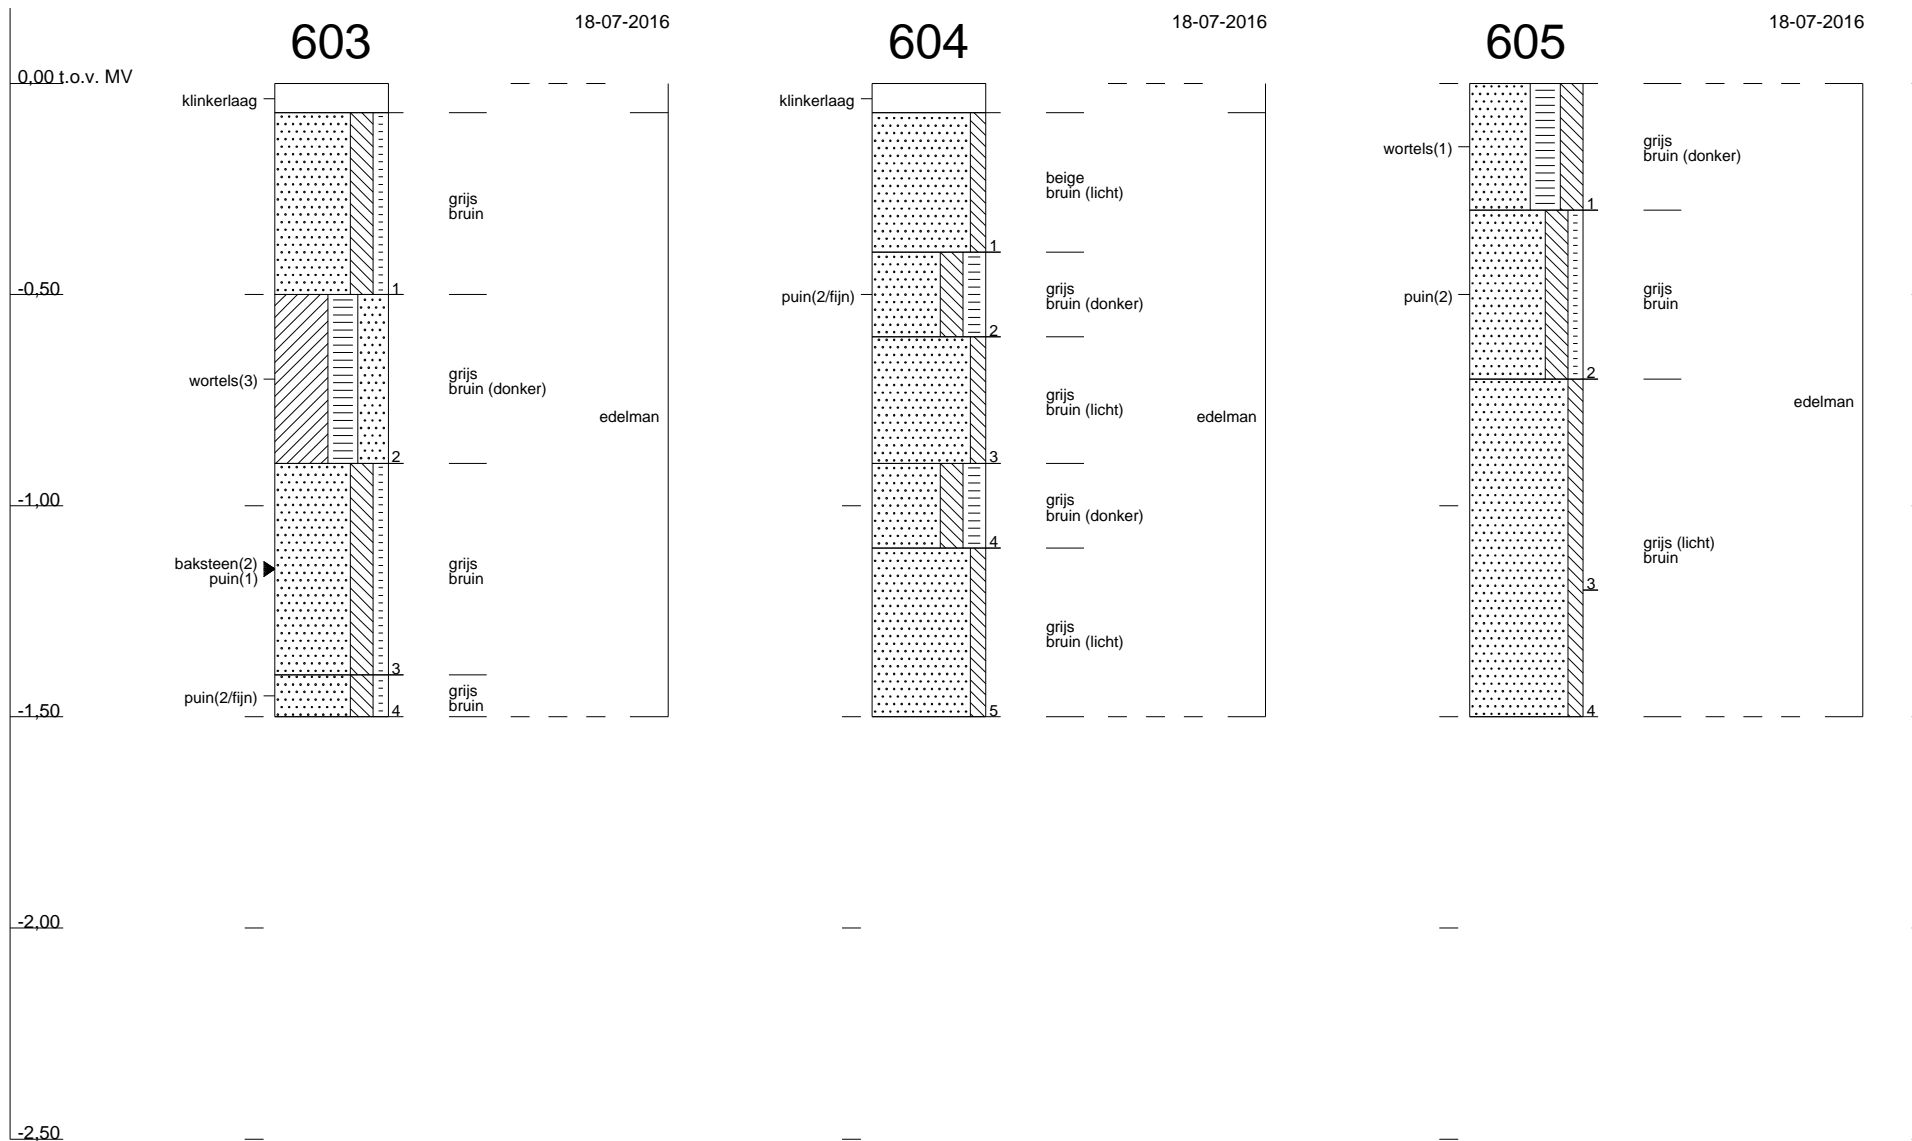 0,00 t.o.v. MV
-0,50
-1,00
-1,50
-2,00
-2,50
603
18-07-2016
klinkerlaag
grijs
bruin
1
wortels(3)
grijs
bruin (donker)
2
edelman
baksteen(2)
puin(1)
grijs
bruin
3
puin(2/fijn)
grijs
bruin
4
604
18-07-2016
klinkerlaag
beige
bruin (licht)
1
puin(2/fijn)
grijs
bruin (donker)
2
grijs
bruin (licht)
edelman
3
grijs
bruin (donker)
4
grijs
bruin (licht)
5
605
18-07-2016
wortels(1)
grijs
bruin (donker)
1
puin(2)
grijs
bruin
2
edelman
grijs (licht)
bruin
3
4